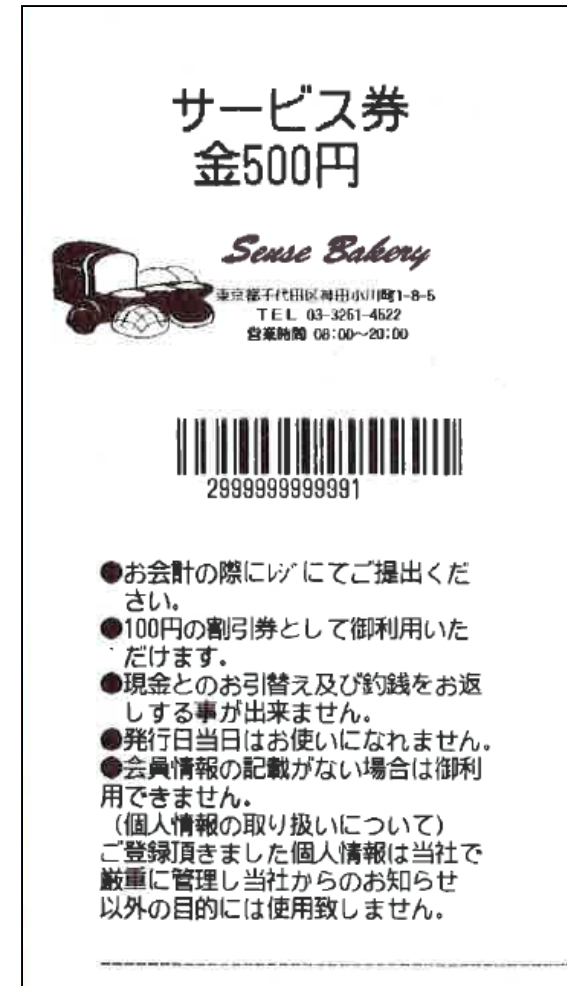 サービス券
金500円
Sense Bakery
東京都千代田区神田小川町1-8-5
TEL 03-3251-4522
営業時間 08:00～20:00
2999999999991
●お会計の際にﾚｼﾞにてご提出くだ
さい。
●100円の割引券として御利用いた
だけます。
●現金とのお引替え及び釣銭をお返
しする事が出来ません。
●発行日当日はお使いになれません。
●会員情報の記載がない場合は御利
用できません。
（個人情報の取り扱いについて）
ご登録頂きました個人情報は当社で
厳重に管理し当社からのお知らせ
以外の目的には使用致しません。